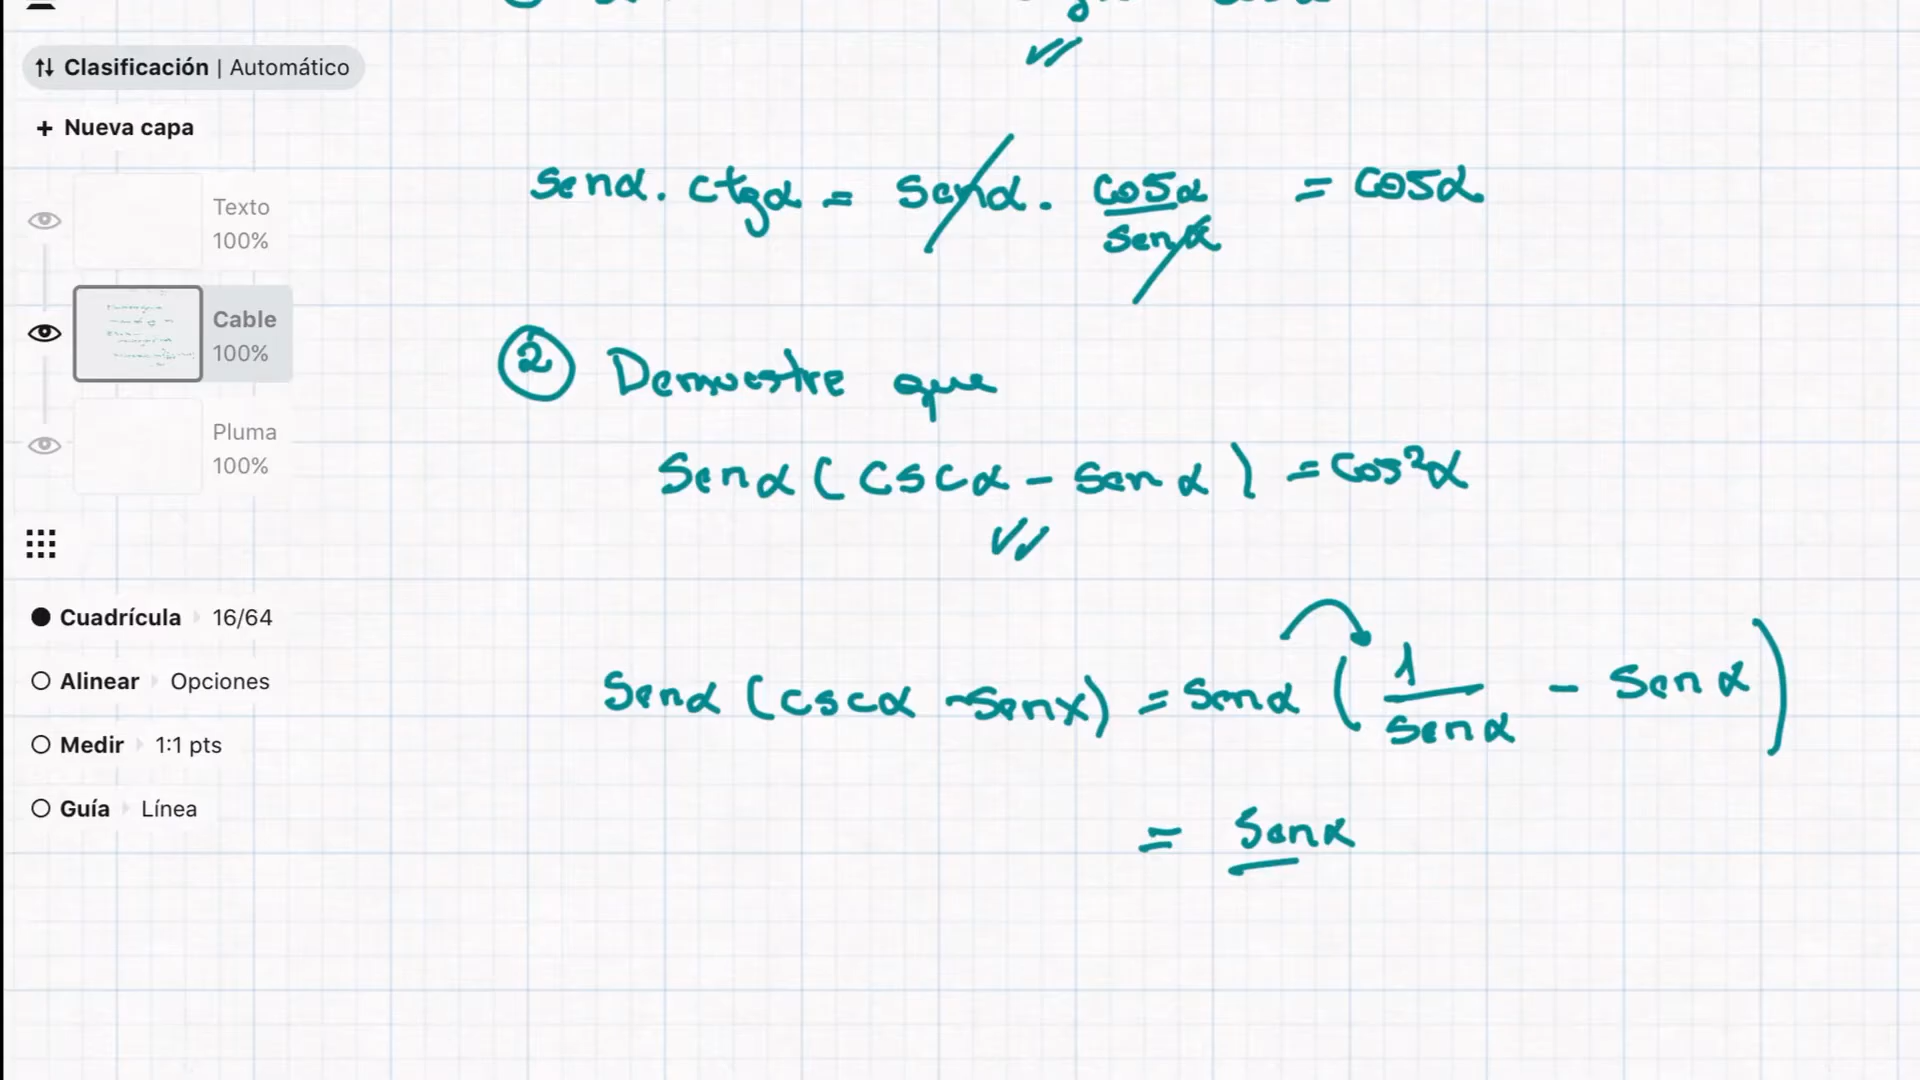 Clasificación | Automático
+ Nueva capa
Texto
100%
Cable
100%
Pluma
100%
Cuadrícula 16/64
Alinear Opciones
Medir 1:1 pts
Guía Línea
senα . ctgα = senα . cosα/senα = cosα
② Demuestre que
Senα ( cscα - sen α ) = cos²α
Senα (cscα - senx) = senα ( 1/senα - sen α )
= senα